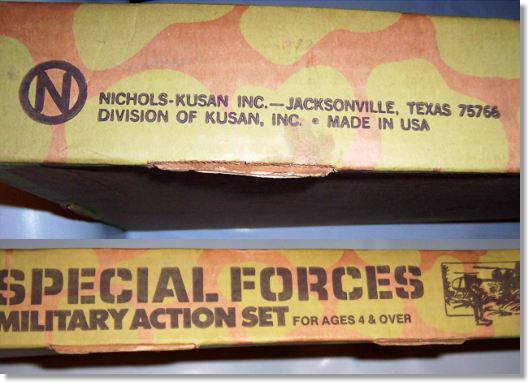 N
NICHOLS-KUSAN INC.—JACKSONVILLE, TEXAS 75766
DIVISION OF KUSAN, INC. • MADE IN USA
SPECIAL FORCES
MILITARY ACTION SET FOR AGES 4 & OVER